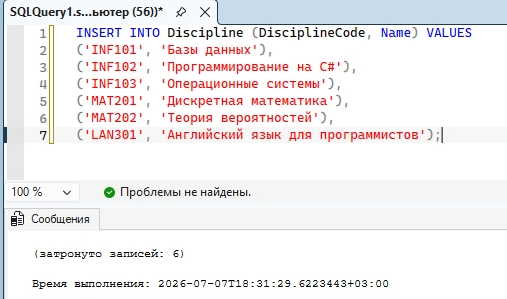 SQLQuery1.s...ьютер (56))*
1 INSERT INTO Discipline (DisciplineCode, Name) VALUES
2 ('INF101', 'Базы данных'),
3 ('INF102', 'Программирование на C#'),
4 ('INF103', 'Операционные системы'),
5 ('MAT201', 'Дискретная математика'),
6 ('MAT202', 'Теория вероятностей'),
7 ('LAN301', 'Английский язык для программистов');
100 % Проблемы не найдены.
Сообщения
(затронуто записей: 6)
Время выполнения: 2026-07-07T18:31:29.6223443+03:00